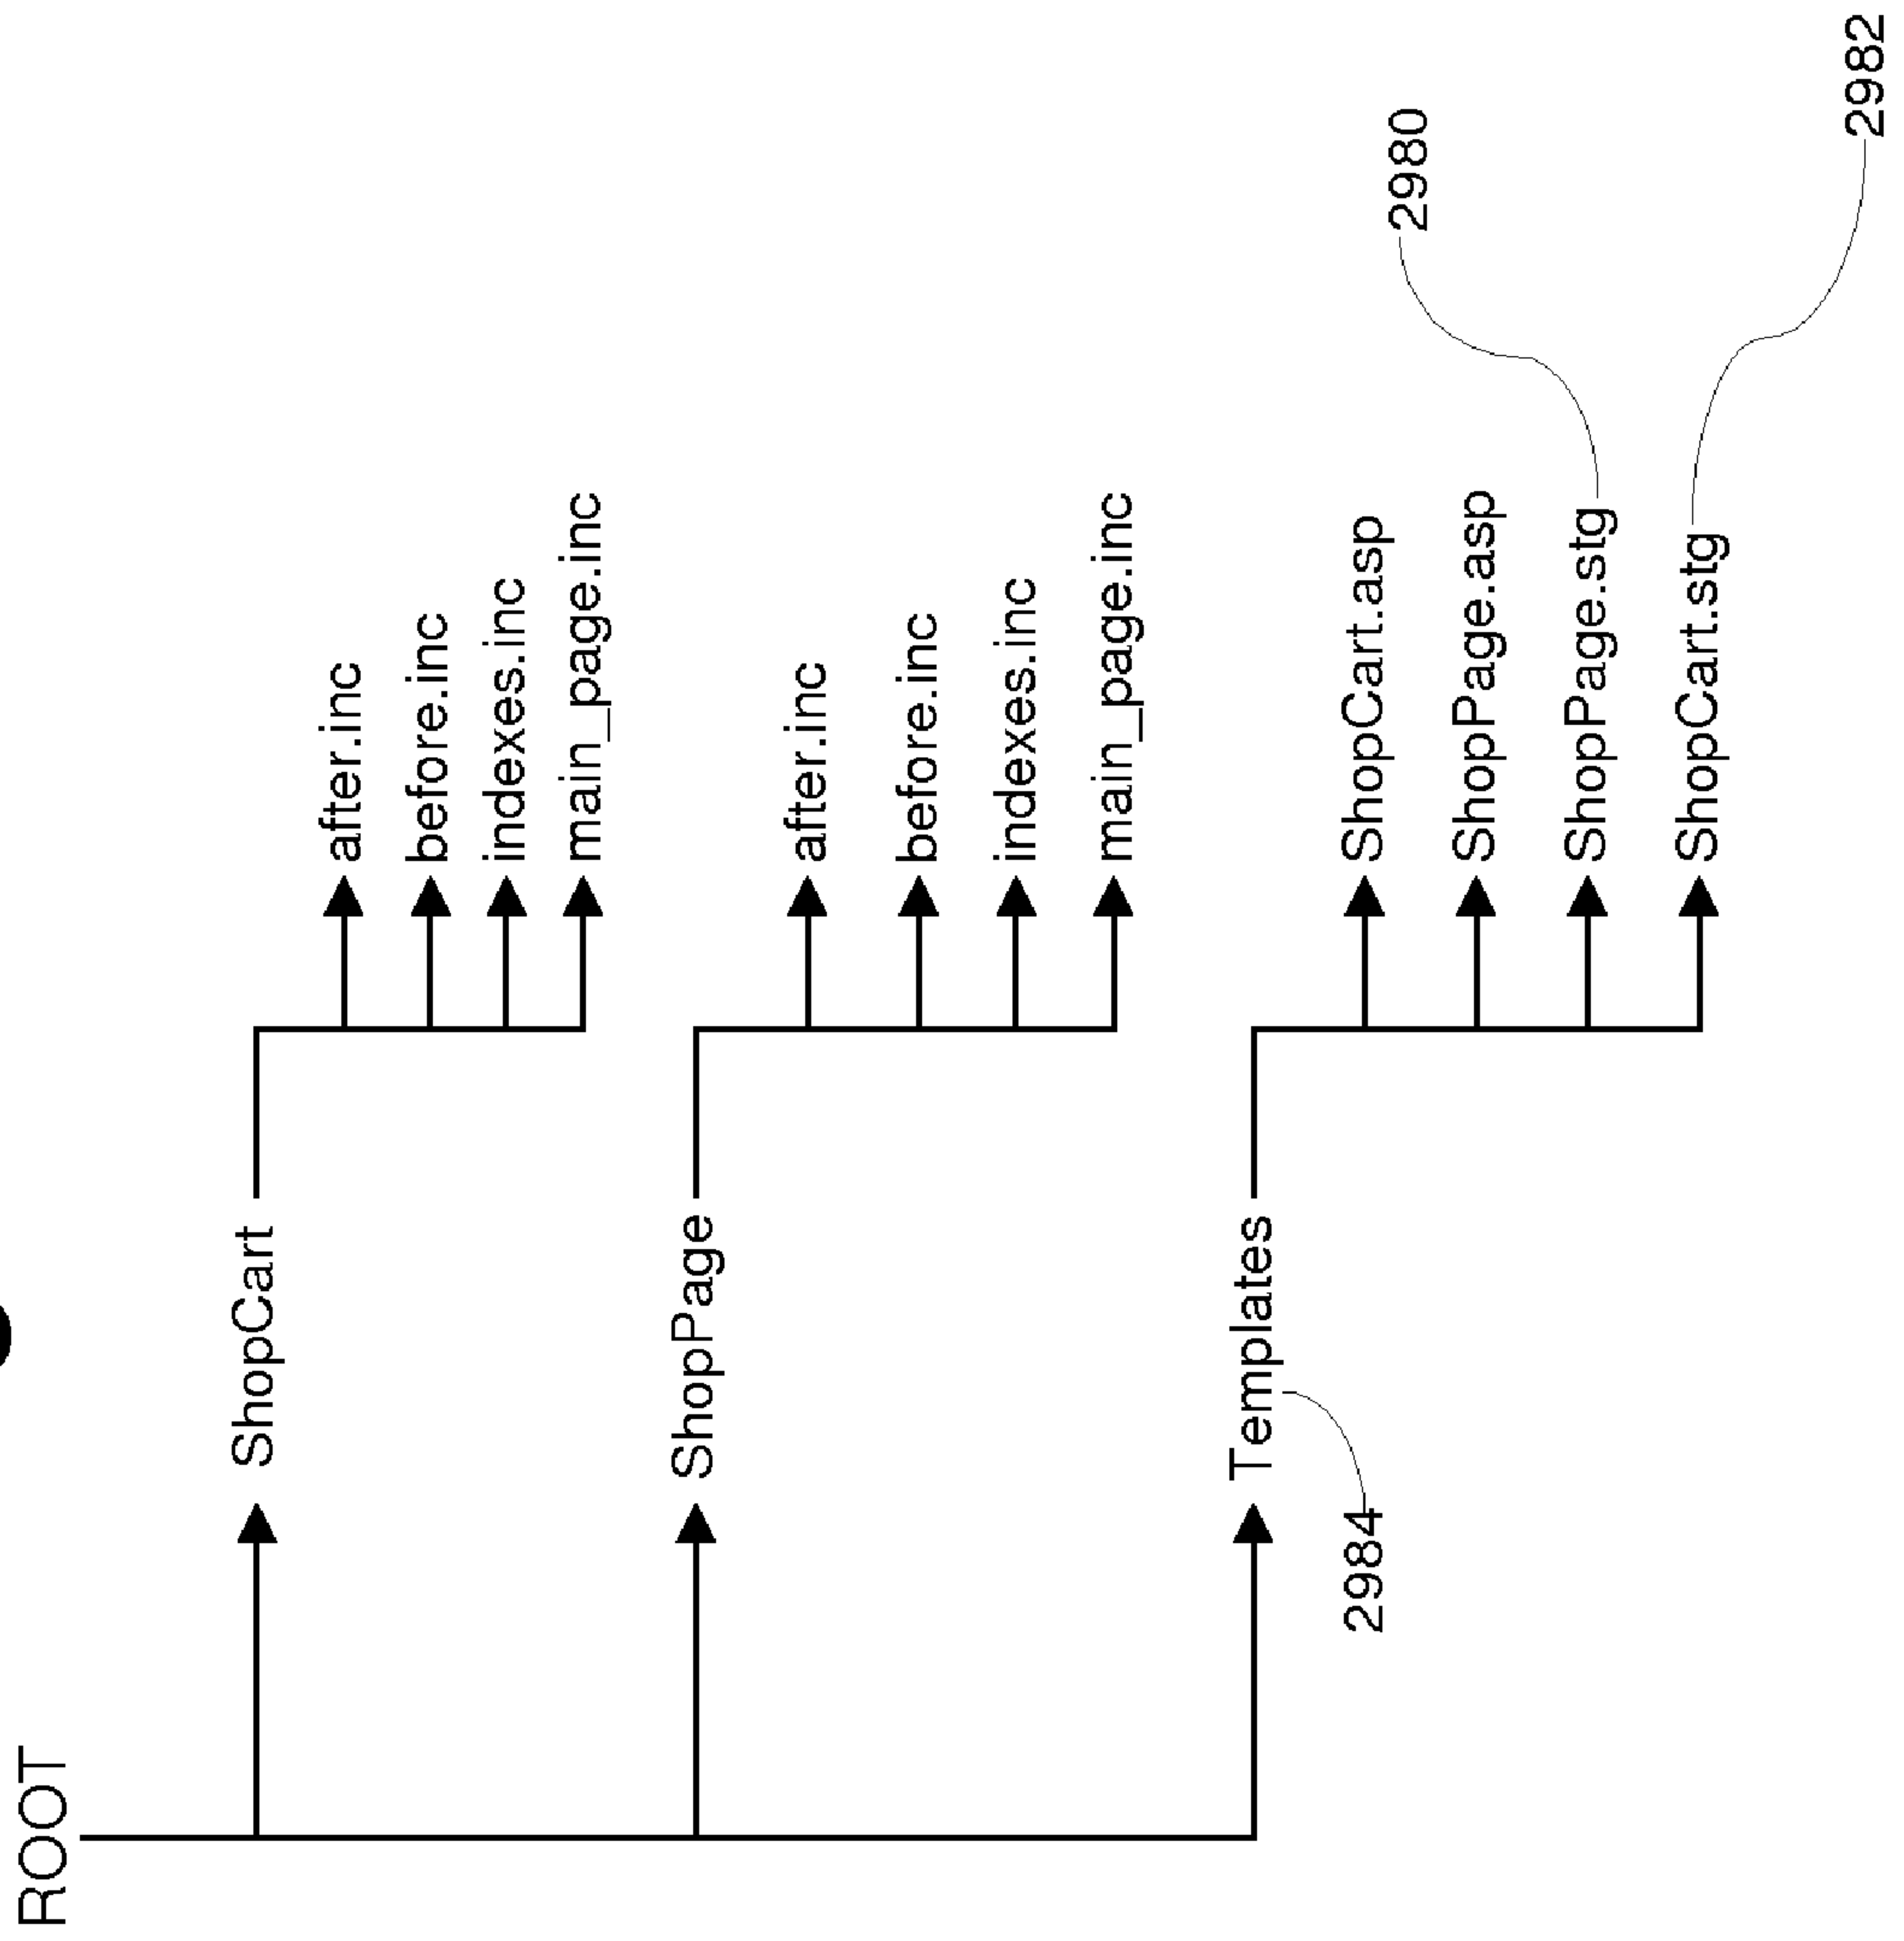 ROOT
ShopCart
after.inc
before.inc
indexes.inc
main_page.inc
ShopPage
after.inc
before.inc
indexes.inc
main_page.inc
Templates
2984
ShopCart.asp
ShopPage.asp
ShopPage.stg
2980
ShopCart.stg
2982